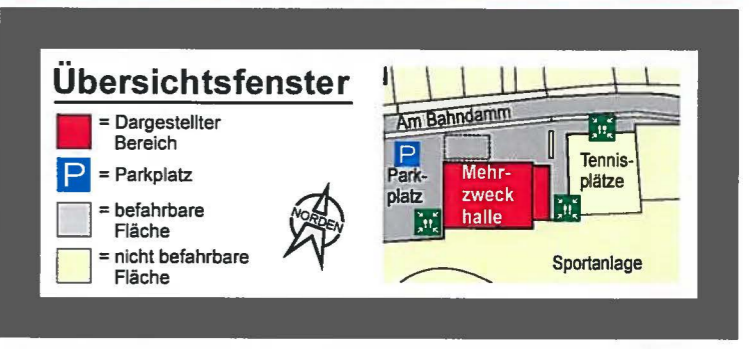 Übersichtsfenster
= Dargestellter
Bereich
P = Parkplatz
= befahrbare
Fläche
= nicht befahrbare
Fläche
NORDEN
Am Bahndamm
P
Park-
platz
Mehr-
zweck
halle
Tennis-
plätze
Sportanlage